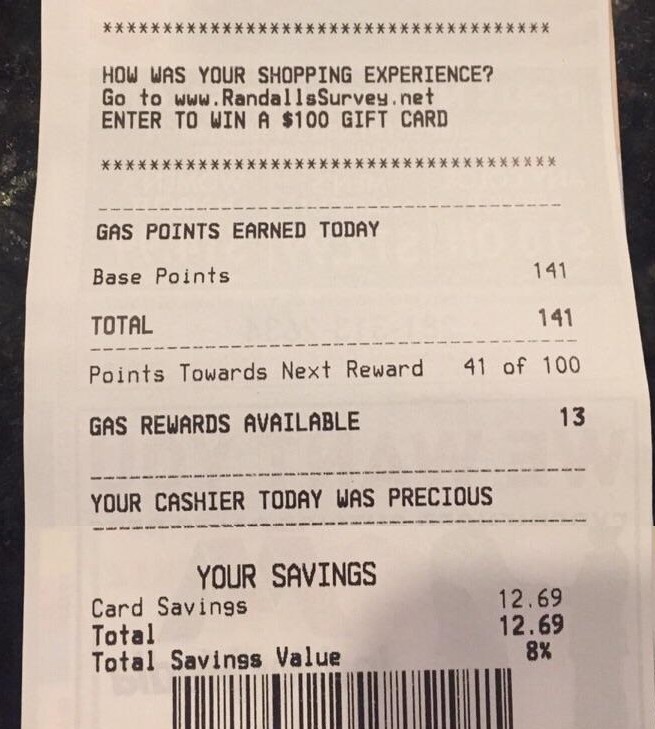 **************************************
HOW WAS YOUR SHOPPING EXPERIENCE?
Go to www.RandallsSurvey.net
ENTER TO WIN A $100 GIFT CARD
***************************************
GAS POINTS EARNED TODAY
Base Points 141
TOTAL 141
Points Towards Next Reward 41 of 100
GAS REWARDS AVAILABLE 13
YOUR CASHIER TODAY WAS PRECIOUS
YOUR SAVINGS
Card Savings 12.69
Total 12.69
Total Savings Value 8%